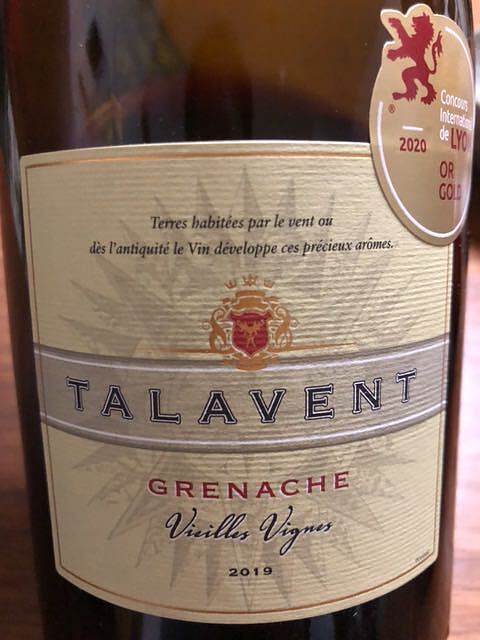 Concours
International
de LYO
2020
OR
GOLD
Terres habitées par le vent ou
dès l'antiquité le Vin développe ces précieux arômes.
TALAVENT
GRENACHE
Vieilles Vignes
2019